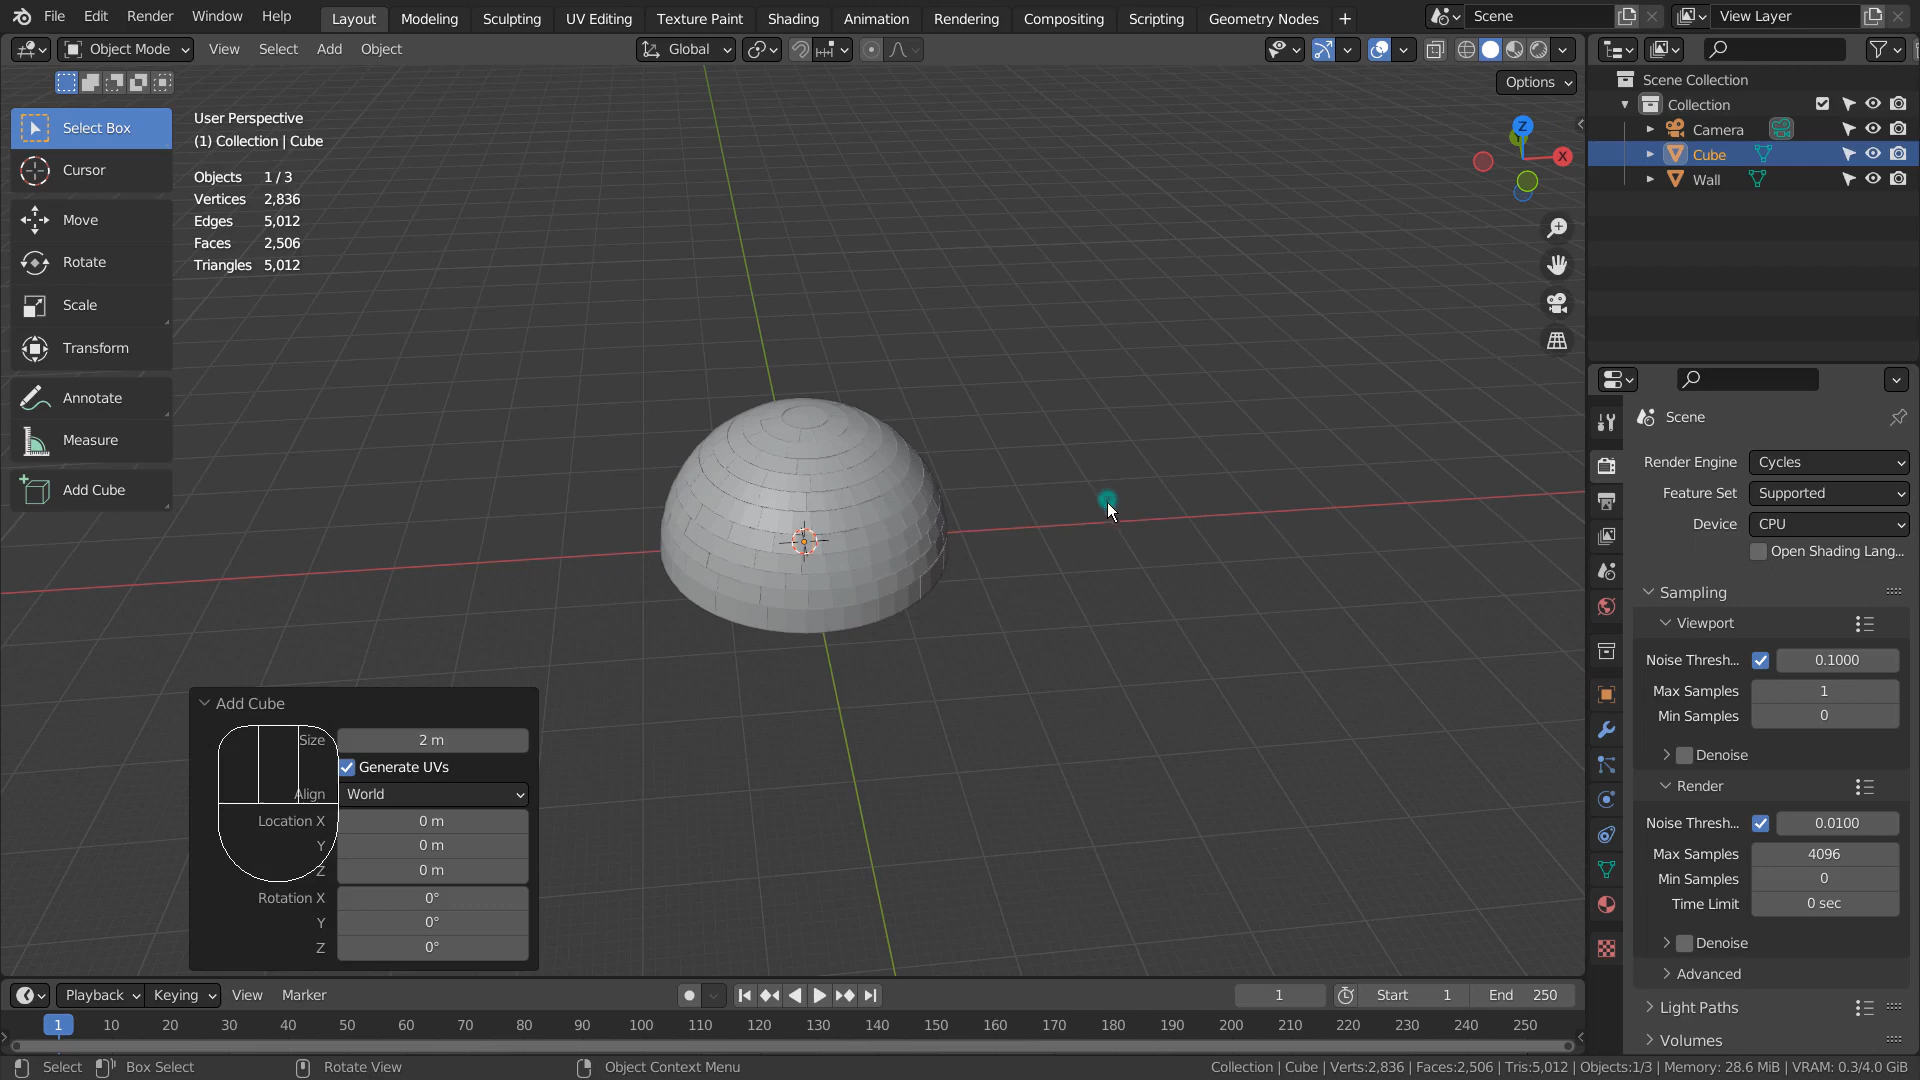 File Edit Render Window Help Layout Modeling Sculpting UV Editing Texture Paint Shading Animation Rendering Compositing Scripting Geometry Nodes + Scene View Layer
Object Mode View Select Add Object Global
Options
Select Box
Cursor
Move
Rotate
Scale
Transform
Annotate
Measure
Add Cube
User Perspective
(1) Collection | Cube
Objects 1 / 3
Vertices 2,836
Edges 5,012
Faces 2,506
Triangles 5,012
Z
X
Add Cube
Size 2 m
Generate UVs
Align World
Location X 0 m
Y 0 m
Z 0 m
Rotation X 0°
Y 0°
Z 0°
Scene Collection
Collection
Camera
Cube
Wall
Scene
Render Engine Cycles
Feature Set Supported
Device CPU
Open Shading Lang...
Sampling
Viewport
Noise Thresh... 0.1000
Max Samples 1
Min Samples 0
Denoise
Render
Noise Thresh... 0.0100
Max Samples 4096
Min Samples 0
Time Limit 0 sec
Denoise
Advanced
Light Paths
Volumes
Playback Keying View Marker 1 Start 1 End 250
1 10 20 30 40 50 60 70 80 90 100 110 120 130 140 150 160 170 180 190 200 210 220 230 240 250
Select Box Select Rotate View Object Context Menu Collection | Cube | Verts:2,836 | Faces:2,506 | Tris:5,012 | Objects:1/3 | Memory: 28.6 MiB | VRAM: 0.3/4.0 GiB